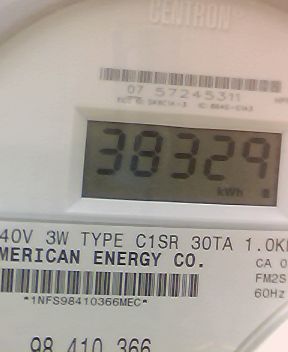 CENTRON®
07 57245311
38329
kWh
40V 3W TYPE C1SR 30TA 1.0K
MERICAN ENERGY CO.
CA 0
FM2S
60Hz
*1NFS98410366MEC*
98 410 366